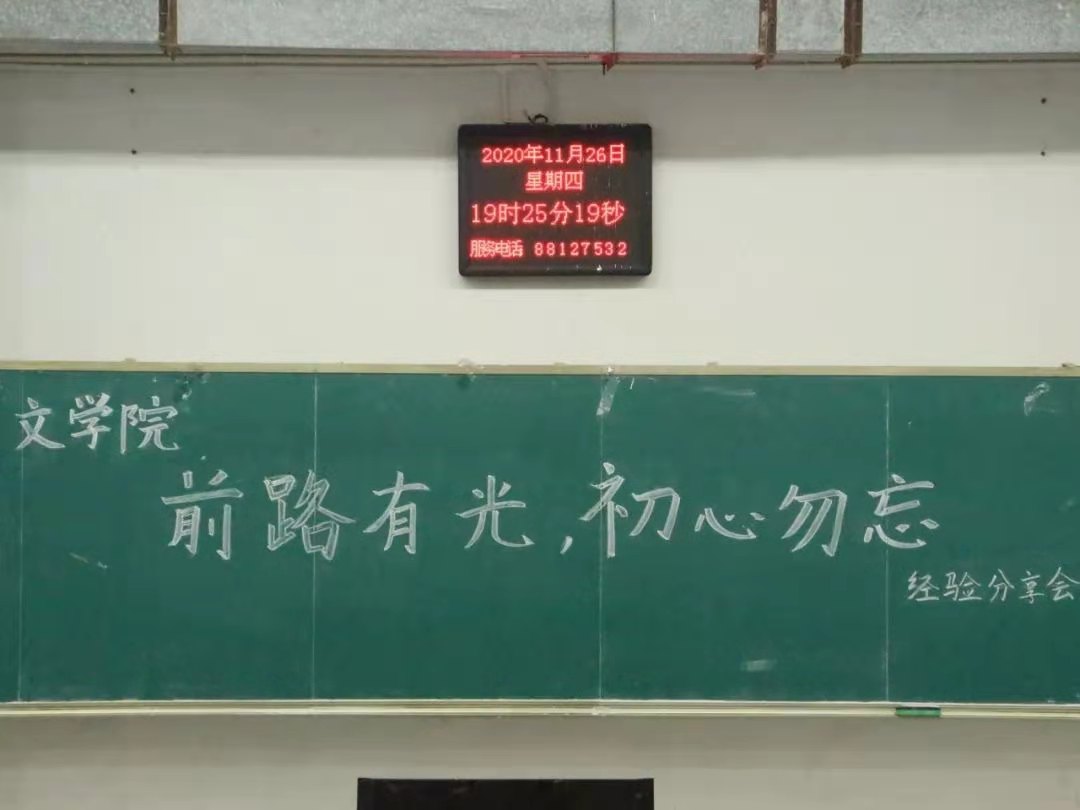 2020年11月26日
星期四
19时25分19秒
服务电话 88127532
文学院
前路有光,初心勿忘
经验分享会